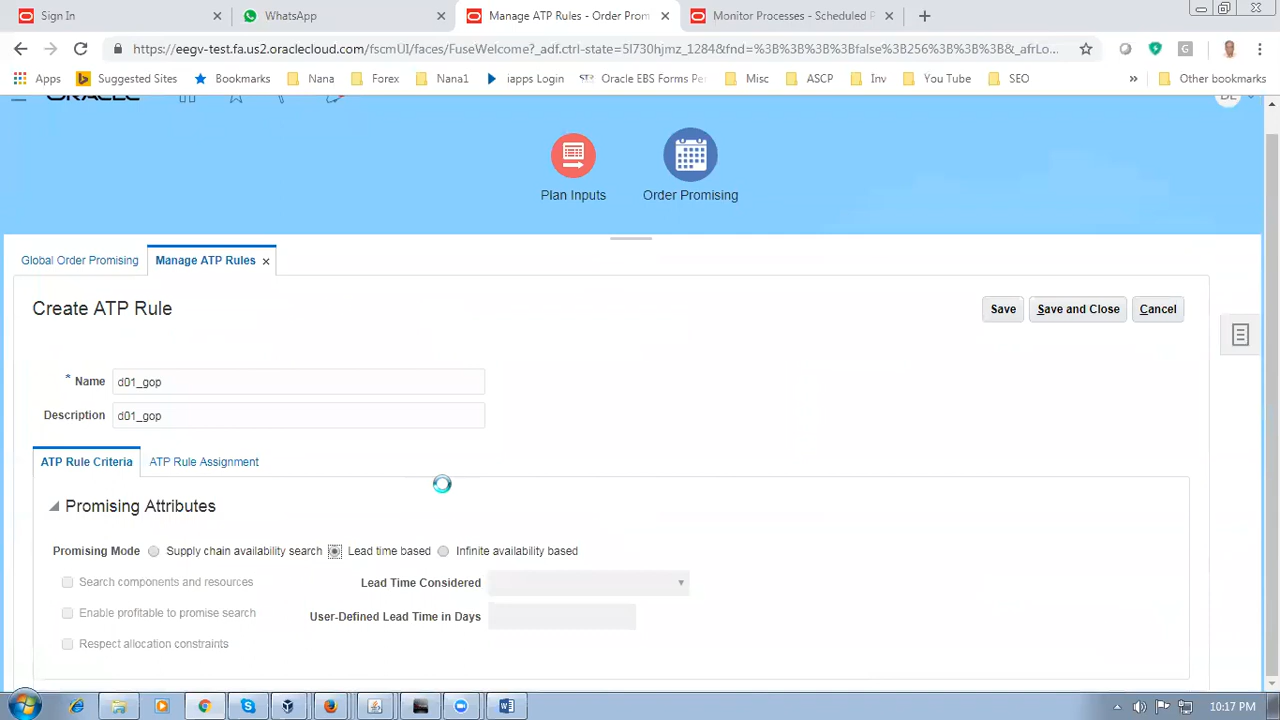 Sign In
WhatsApp
Manage ATP Rules - Order Prom
Monitor Processes - Scheduled P
https://eegv-test.fa.us2.oraclecloud.com/fscmUI/faces/FuseWelcome?_adf.ctrl-state=5l730hjmz_1284&fnd=%3B%3B%3B%3Bfalse%3B256%3B%3B%3B&_afrLo...
Apps
Suggested Sites
Bookmarks
Nana
Forex
Nana1
iapps Login
Oracle EBS Forms Pe
Misc
ASCP
Inv
You Tube
SEO
»
Other bookmarks
ORACLE
Plan Inputs
Order Promising
Global Order Promising
Manage ATP Rules ×
Create ATP Rule
Save
Save and Close
Cancel
* Name d01_gop
Description d01_gop
ATP Rule Criteria
ATP Rule Assignment
Promising Attributes
Promising Mode Supply chain availability search Lead time based Infinite availability based
Search components and resources
Lead Time Considered
Enable profitable to promise search
User-Defined Lead Time in Days
Respect allocation constraints
10:17 PM